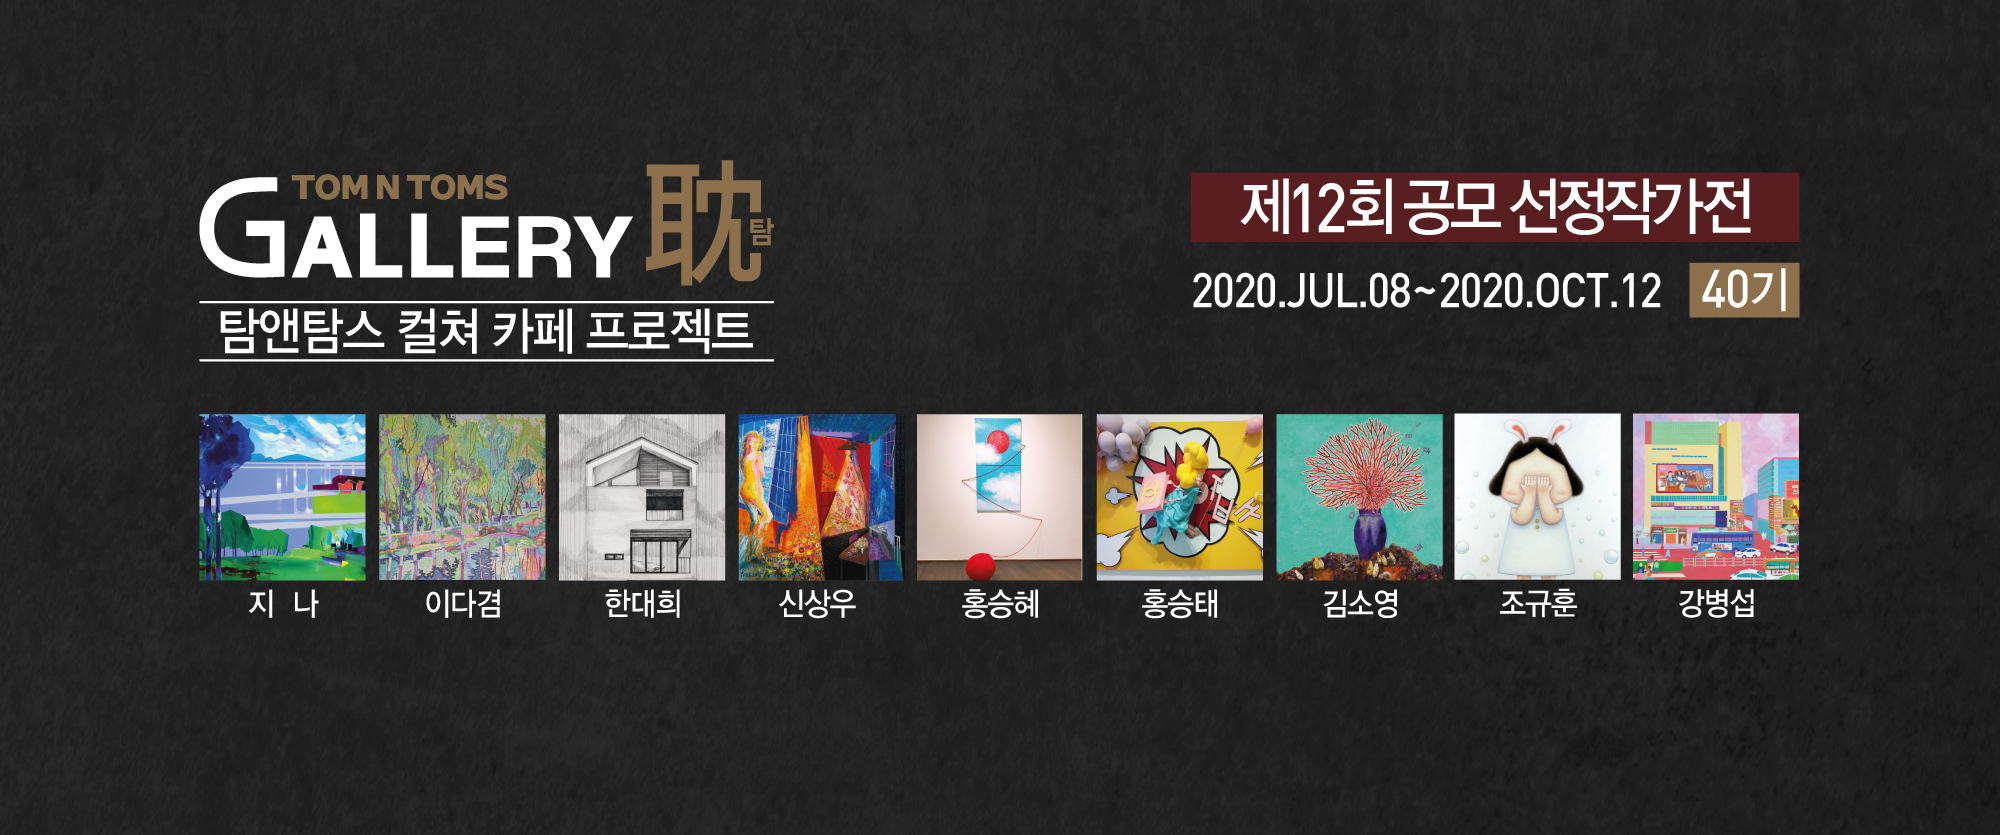 TOM N TOMS
GALLERY 耽 탐
탐앤탐스 컬쳐 카페 프로젝트
제12회 공모 선정작가전
2020.JUL.08~2020.OCT.12 40기
지 나
이다겸
한대희
신상우
홍승혜
홍승태
김소영
조규훈
강병섭